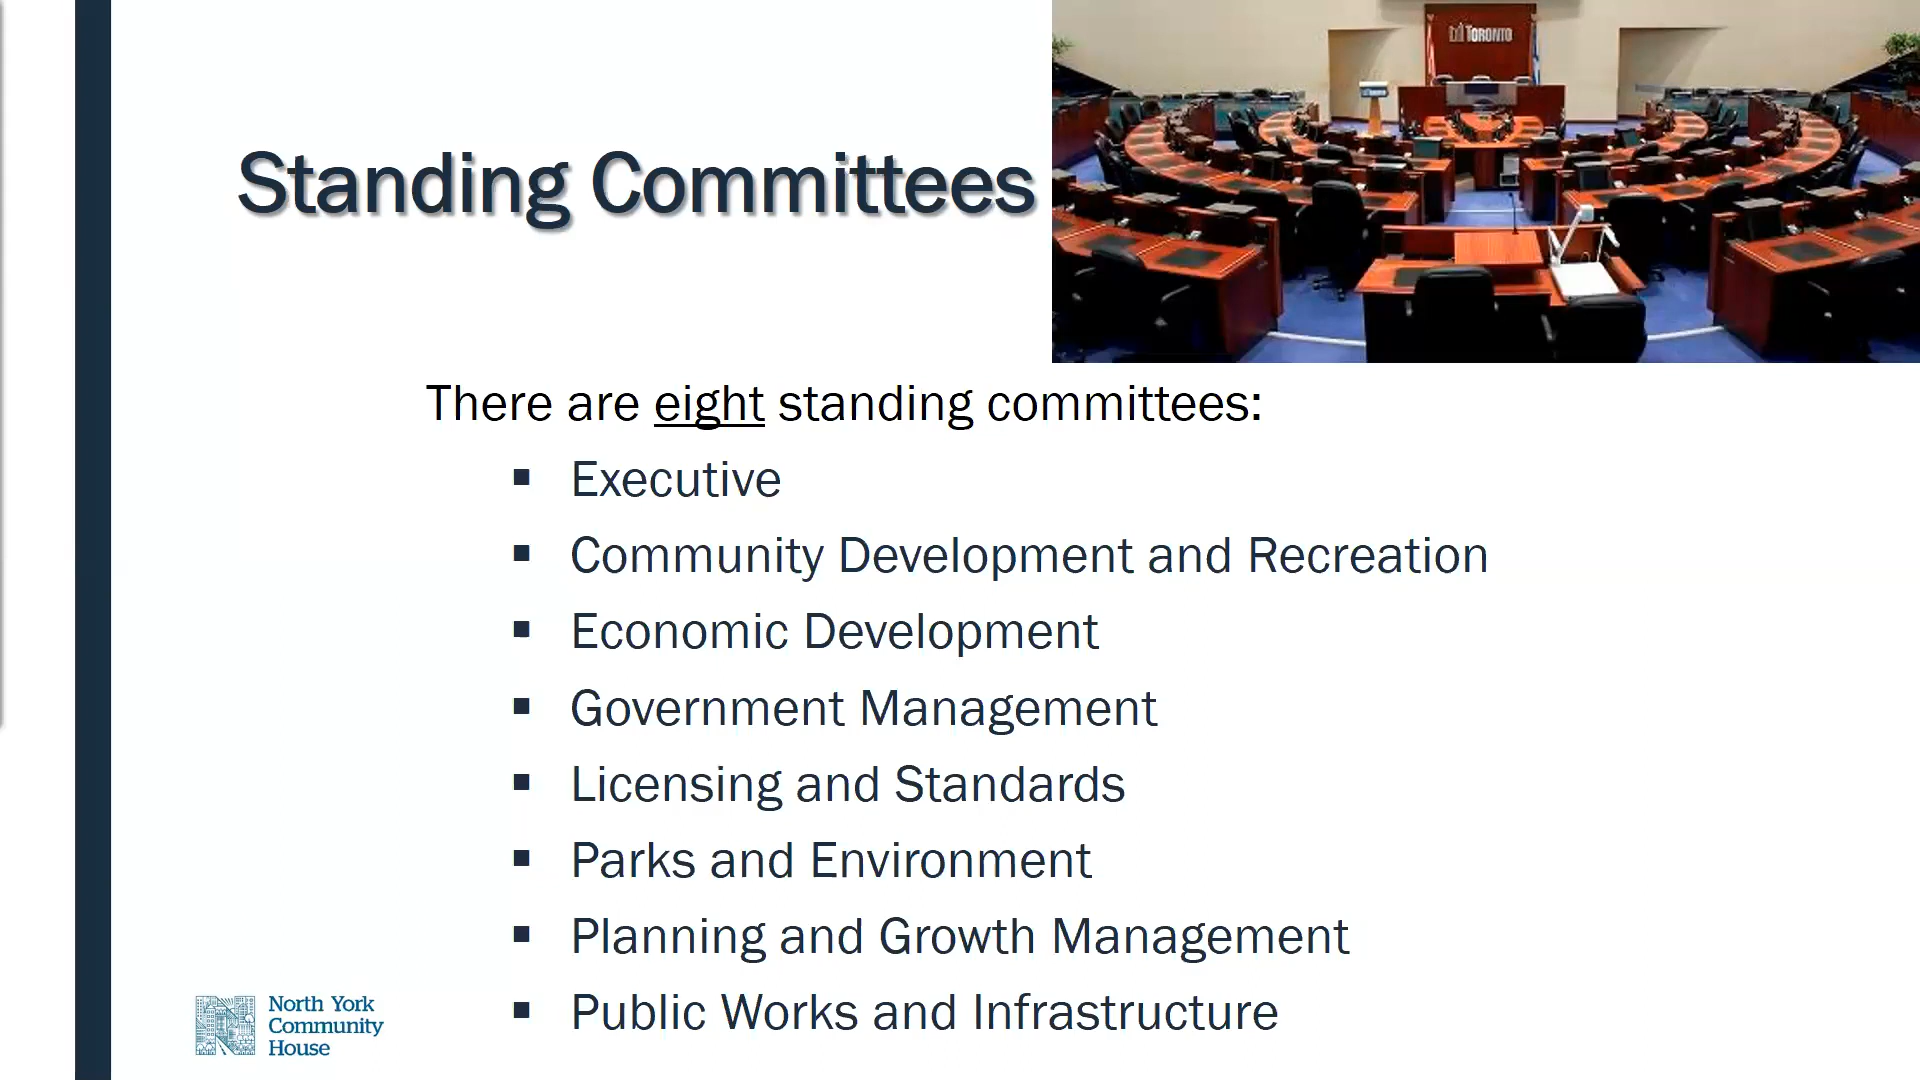 TORONTO
Standing Committees
There are eight standing committees:
▪ Executive
▪ Community Development and Recreation
▪ Economic Development
▪ Government Management
▪ Licensing and Standards
▪ Parks and Environment
▪ Planning and Growth Management
▪ Public Works and Infrastructure
North York
Community
House